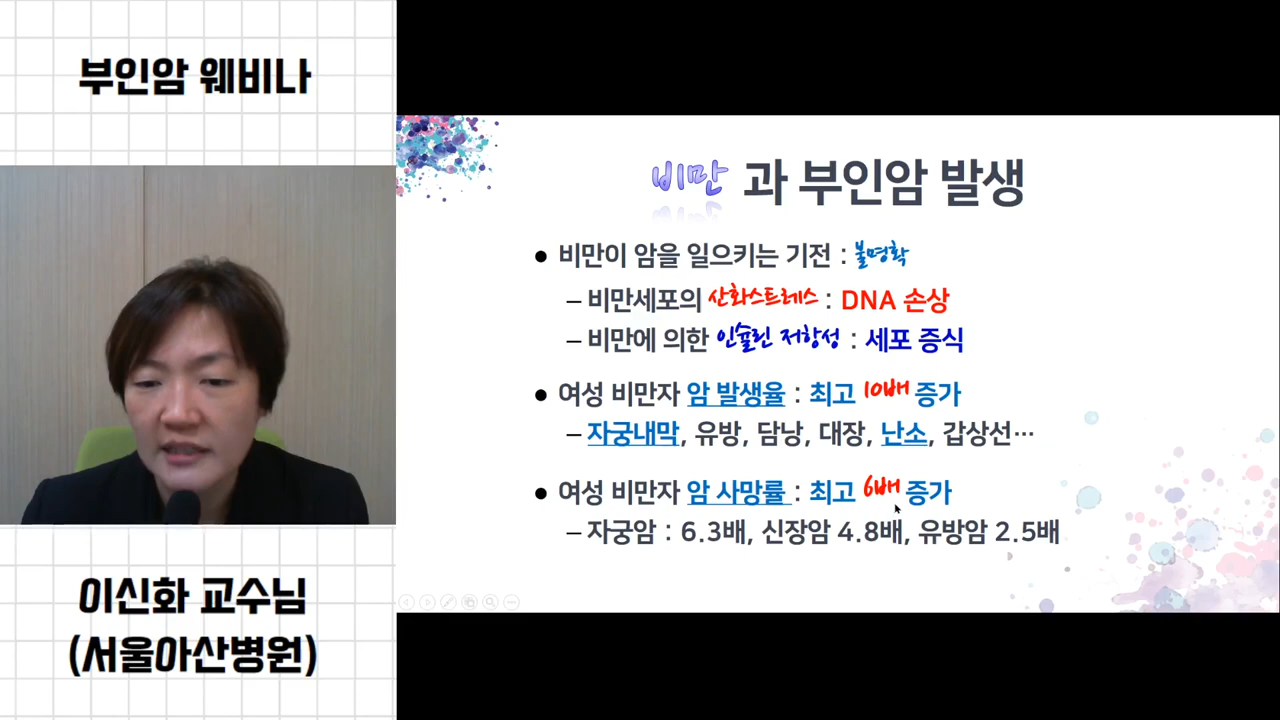 부인암 웨비나
이신화 교수님
(서울아산병원)
비만과 부인암 발생
● 비만이 암을 일으키는 기전 : 불명확
– 비만세포의 산화스트레스 : DNA 손상
– 비만에 의한 인슐린 저항성 : 세포 증식
● 여성 비만자 암 발생율 : 최고 10배 증가
– 자궁내막, 유방, 담낭, 대장, 난소, 갑상선…
● 여성 비만자 암 사망률 : 최고 6배 증가
– 자궁암 : 6.3배, 신장암 4.8배, 유방암 2.5배